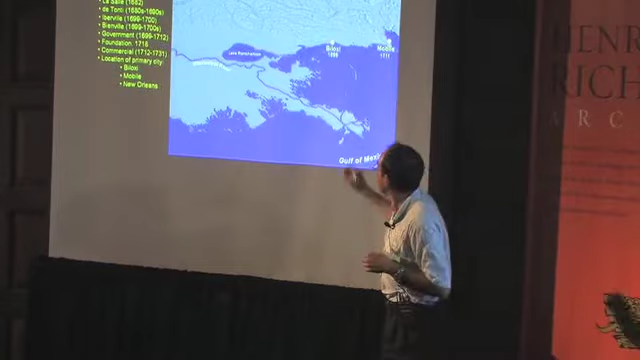 La Salle (1682)
de Tonti (1680s-1690s)
Iberville (1699-1700)
Bienville (1699-1700s)
Government (1699-1712)
Foundation, 1718
Commercial (1712-1731)
Location of primary city:
Biloxi
Mobile
New Orleans
Lake Pontchartrain
Biloxi
1699
Mobile
1711
Gulf of Mexi
HENR
RICH
ARC